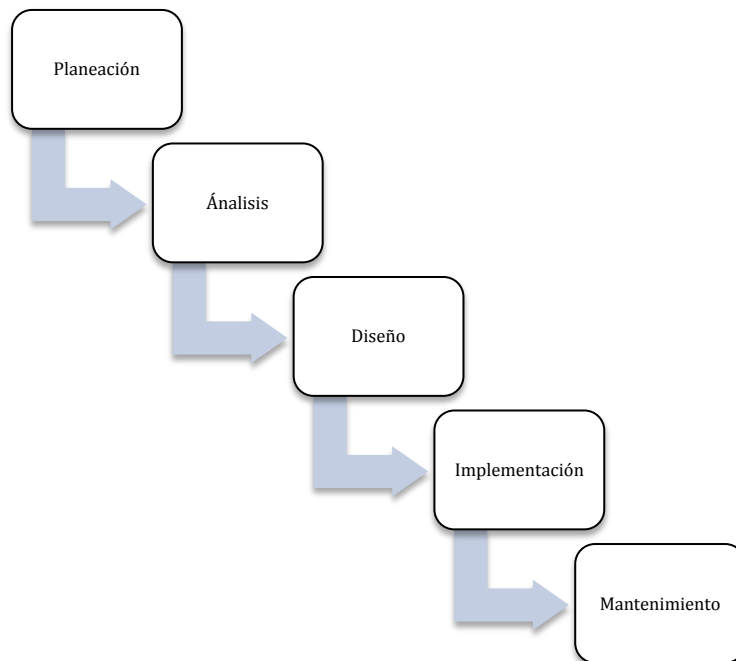 Planeación
Ánalisis
Diseño
Implementación
Mantenimiento